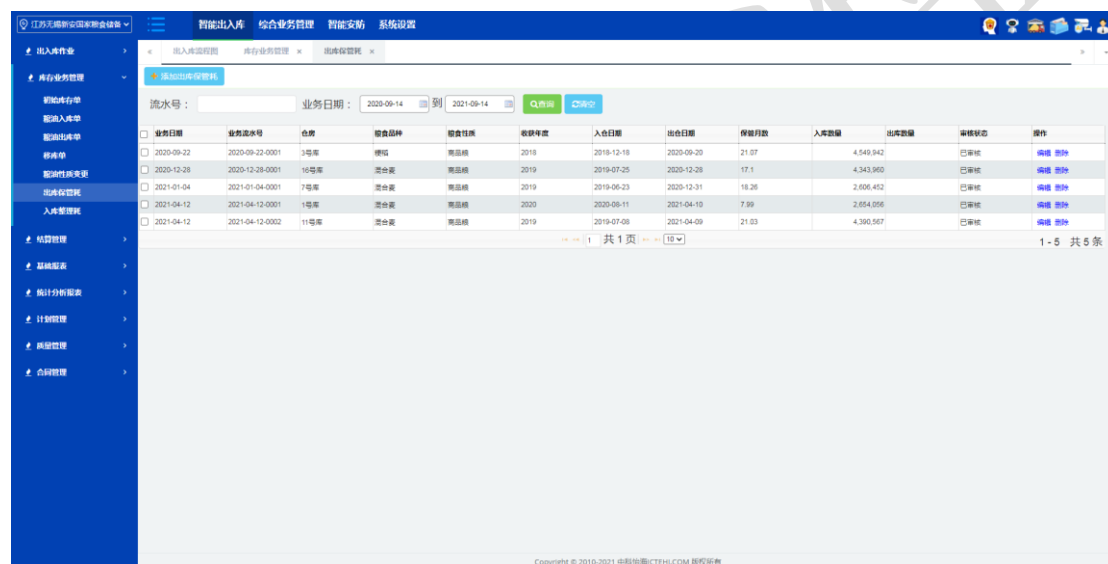 江苏无锡新安国家粮食储备
智能出入库 综合业务管理 智能安防 系统设置
出入库作业
库存业务管理
初始库存单
粮油入库单
粮油出库单
移库单
粮油性质变更
出库保管耗
入库整理耗
结算管理
基础报表
统计分析报表
计划管理
质量管理
合同管理
« 出入库流程图 库存业务管理 × 出库保管耗 × »
添加出库保管耗
流水号： 业务日期： 2020-09-14 到 2021-09-14 查询 清空
业务日期 业务流水号 仓房 粮食品种 粮食性质 收获年度 入仓日期 出仓日期 保管月数 入库数量 出库数量 审核状态 操作
2020-09-22 2020-09-22-0001 3号库 粳稻 商品粮 2018 2018-12-18 2020-09-20 21.07 4,549,942 已审核 编辑 删除
2020-12-28 2020-12-28-0001 16号库 混合麦 商品粮 2019 2019-07-25 2020-12-28 17.1 4,343,960 已审核 编辑 删除
2021-01-04 2021-01-04-0001 7号库 混合麦 商品粮 2019 2019-06-23 2020-12-31 18.26 2,606,452 已审核 编辑 删除
2021-04-12 2021-04-12-0001 1号库 混合麦 商品粮 2020 2020-08-11 2021-04-10 7.99 2,654,056 已审核 编辑 删除
2021-04-12 2021-04-12-0002 11号库 混合麦 商品粮 2019 2019-07-08 2021-04-09 21.03 4,390,567 已审核 编辑 删除
1 共 1 页 10
1 - 5 共 5 条
Copyright © 2010-2021 ICTEHI.COM 版权所有